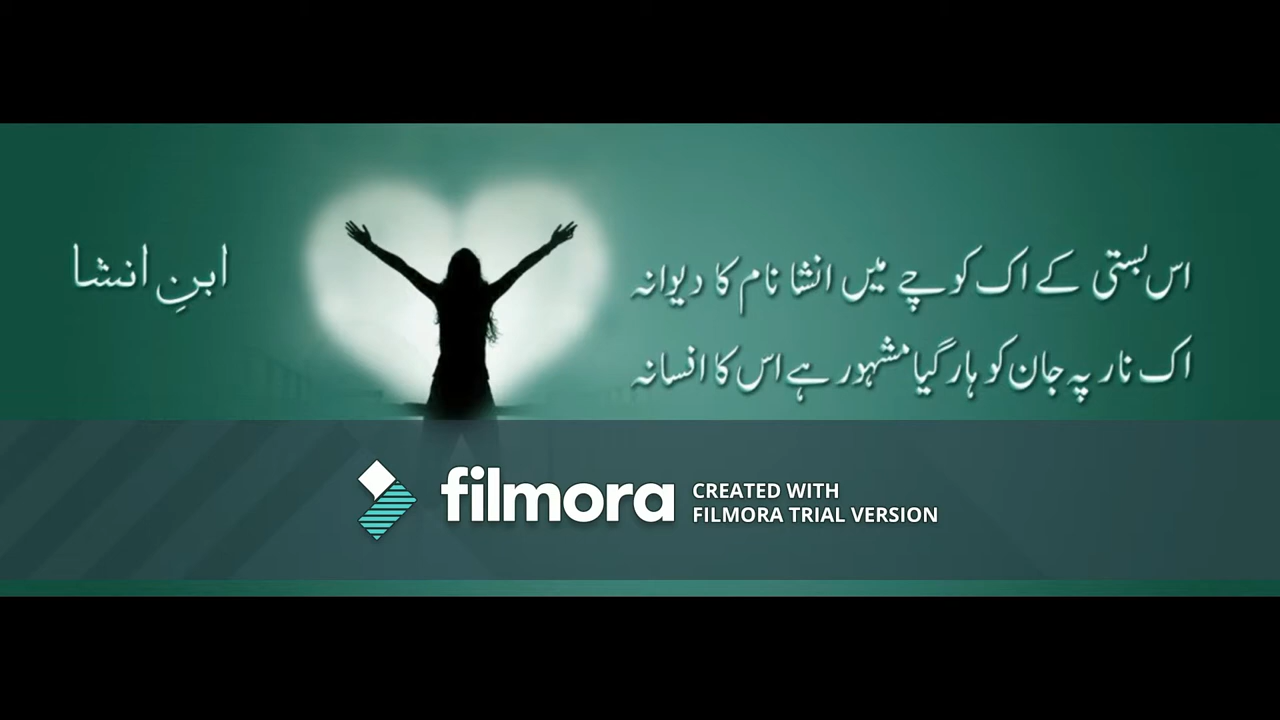 اس بستی کے اک کوچے میں انشا نام کا دیوانہ
اک نار پہ جان کو ہار گیا مشہور ہے اس کا افسانہ
ابنِ انشا
filmora
CREATED WITH
FILMORA TRIAL VERSION